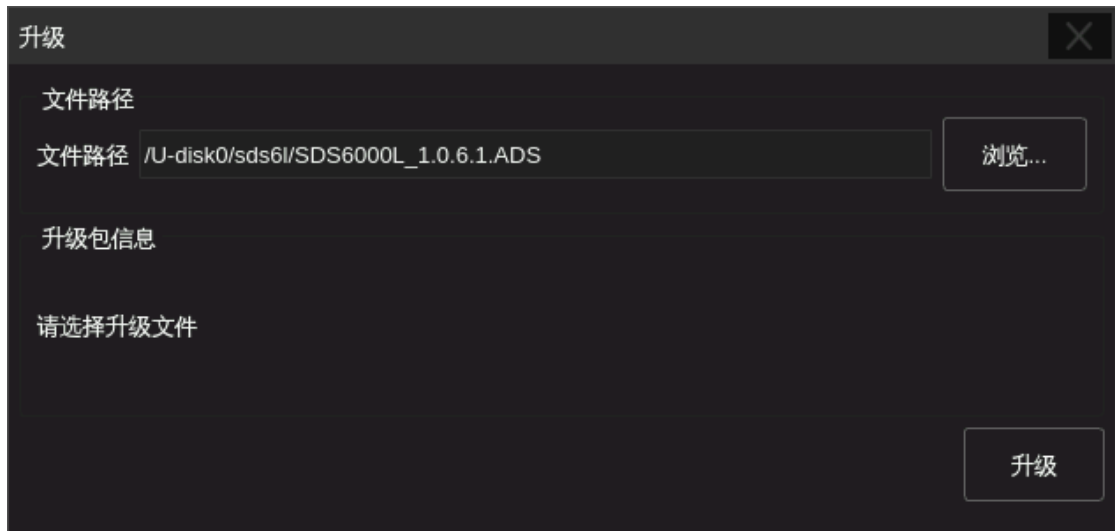 升级
文件路径
文件路径 /U-disk0/sds6l/SDS6000L_1.0.6.1.ADS 浏览...
升级包信息
请选择升级文件
升级